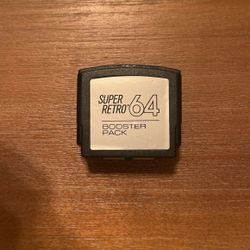 SUPER
RETRO 64
BOOSTER
PACK